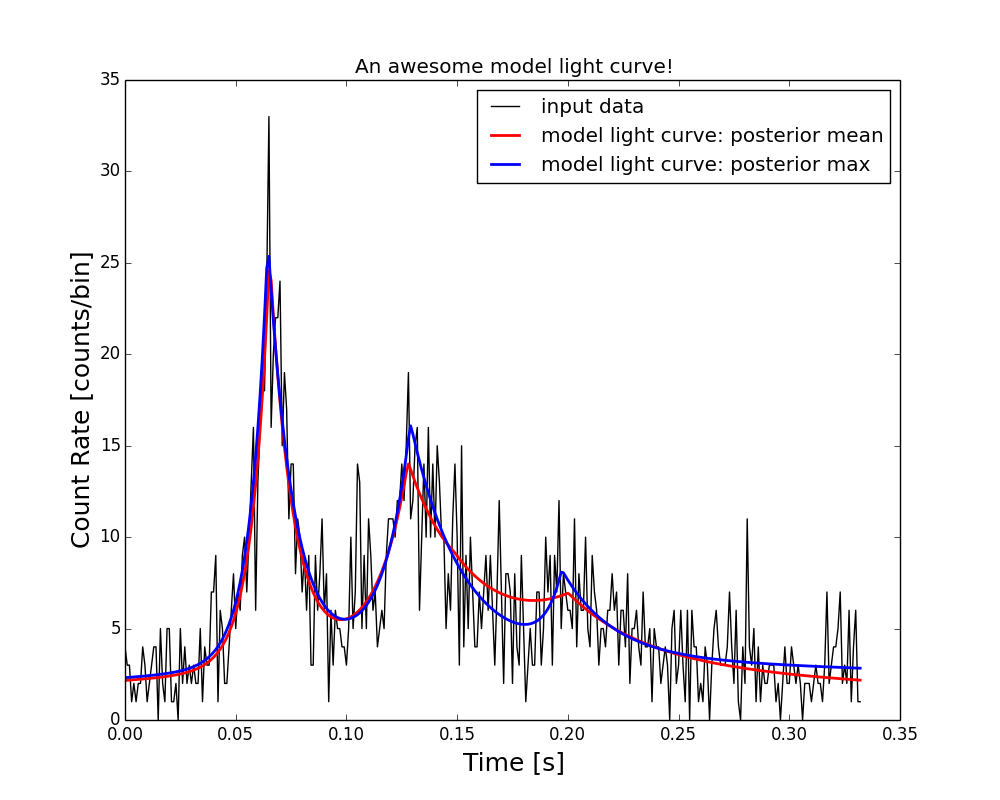 An awesome model light curve!
input data
model light curve: posterior mean
model light curve: posterior max
Count Rate [counts/bin]
35
30
25
20
15
10
5
0
0.00 0.05 0.10 0.15 0.20 0.25 0.30 0.35
Time [s]